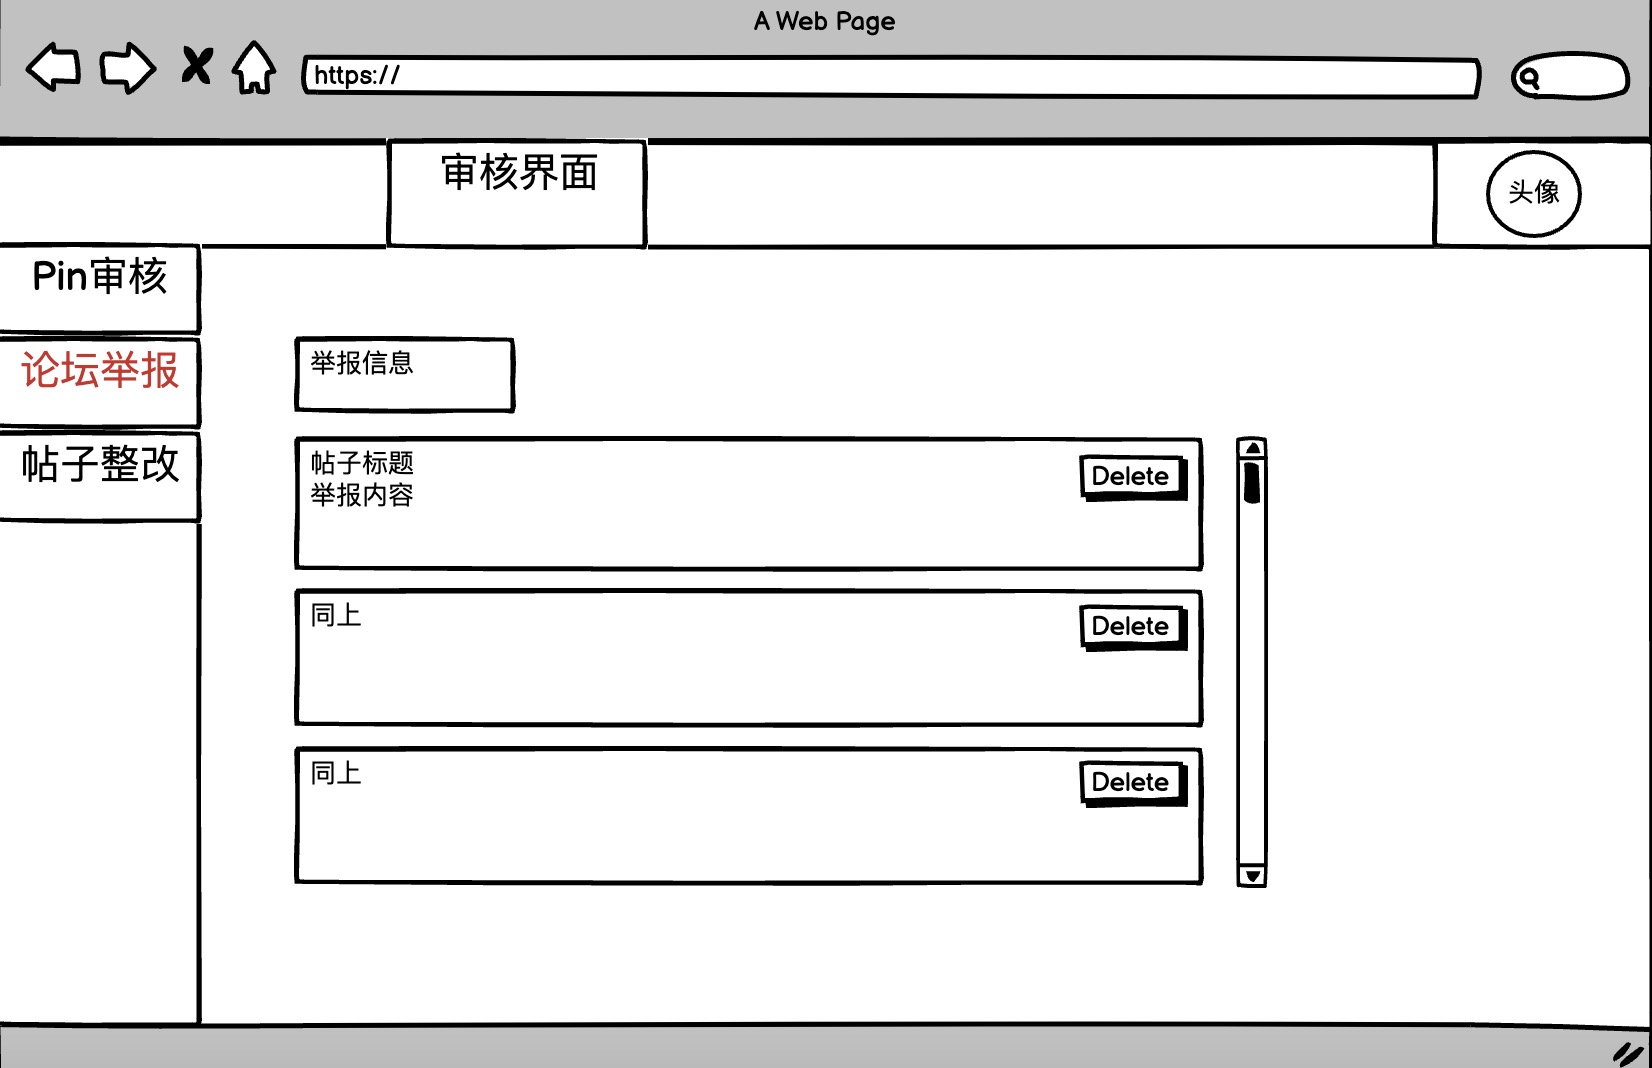 A Web Page
https://
审核界面
头像
Pin审核
论坛举报
帖子整改
举报信息
帖子标题
举报内容
Delete
同上
Delete
同上
Delete